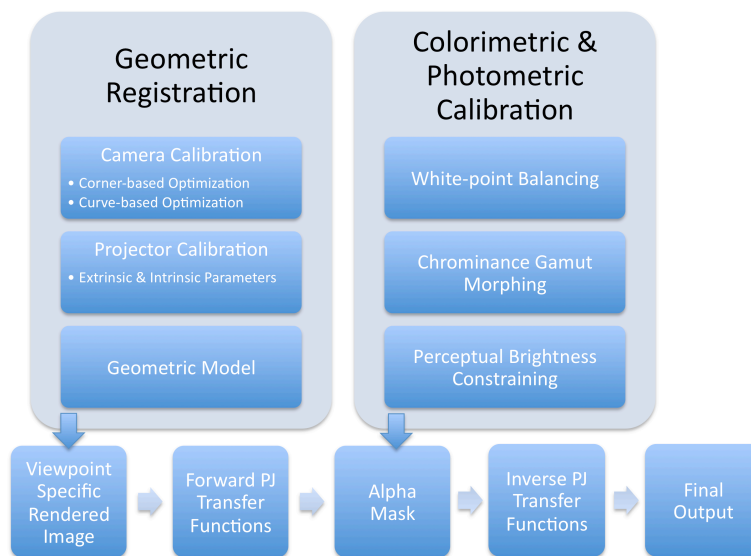 Geometric
Registration
Camera Calibration
• Corner-based Optimization
• Curve-based Optimization
Projector Calibration
• Extrinsic & Intrinsic Parameters
Geometric Model
Colorimetric &
Photometric
Calibration
White-point Balancing
Chrominance Gamut
Morphing
Perceptual Brightness
Constraining
Viewpoint
Specific
Rendered
Image
Forward PJ
Transfer
Functions
Alpha
Mask
Inverse PJ
Transfer
Functions
Final
Output